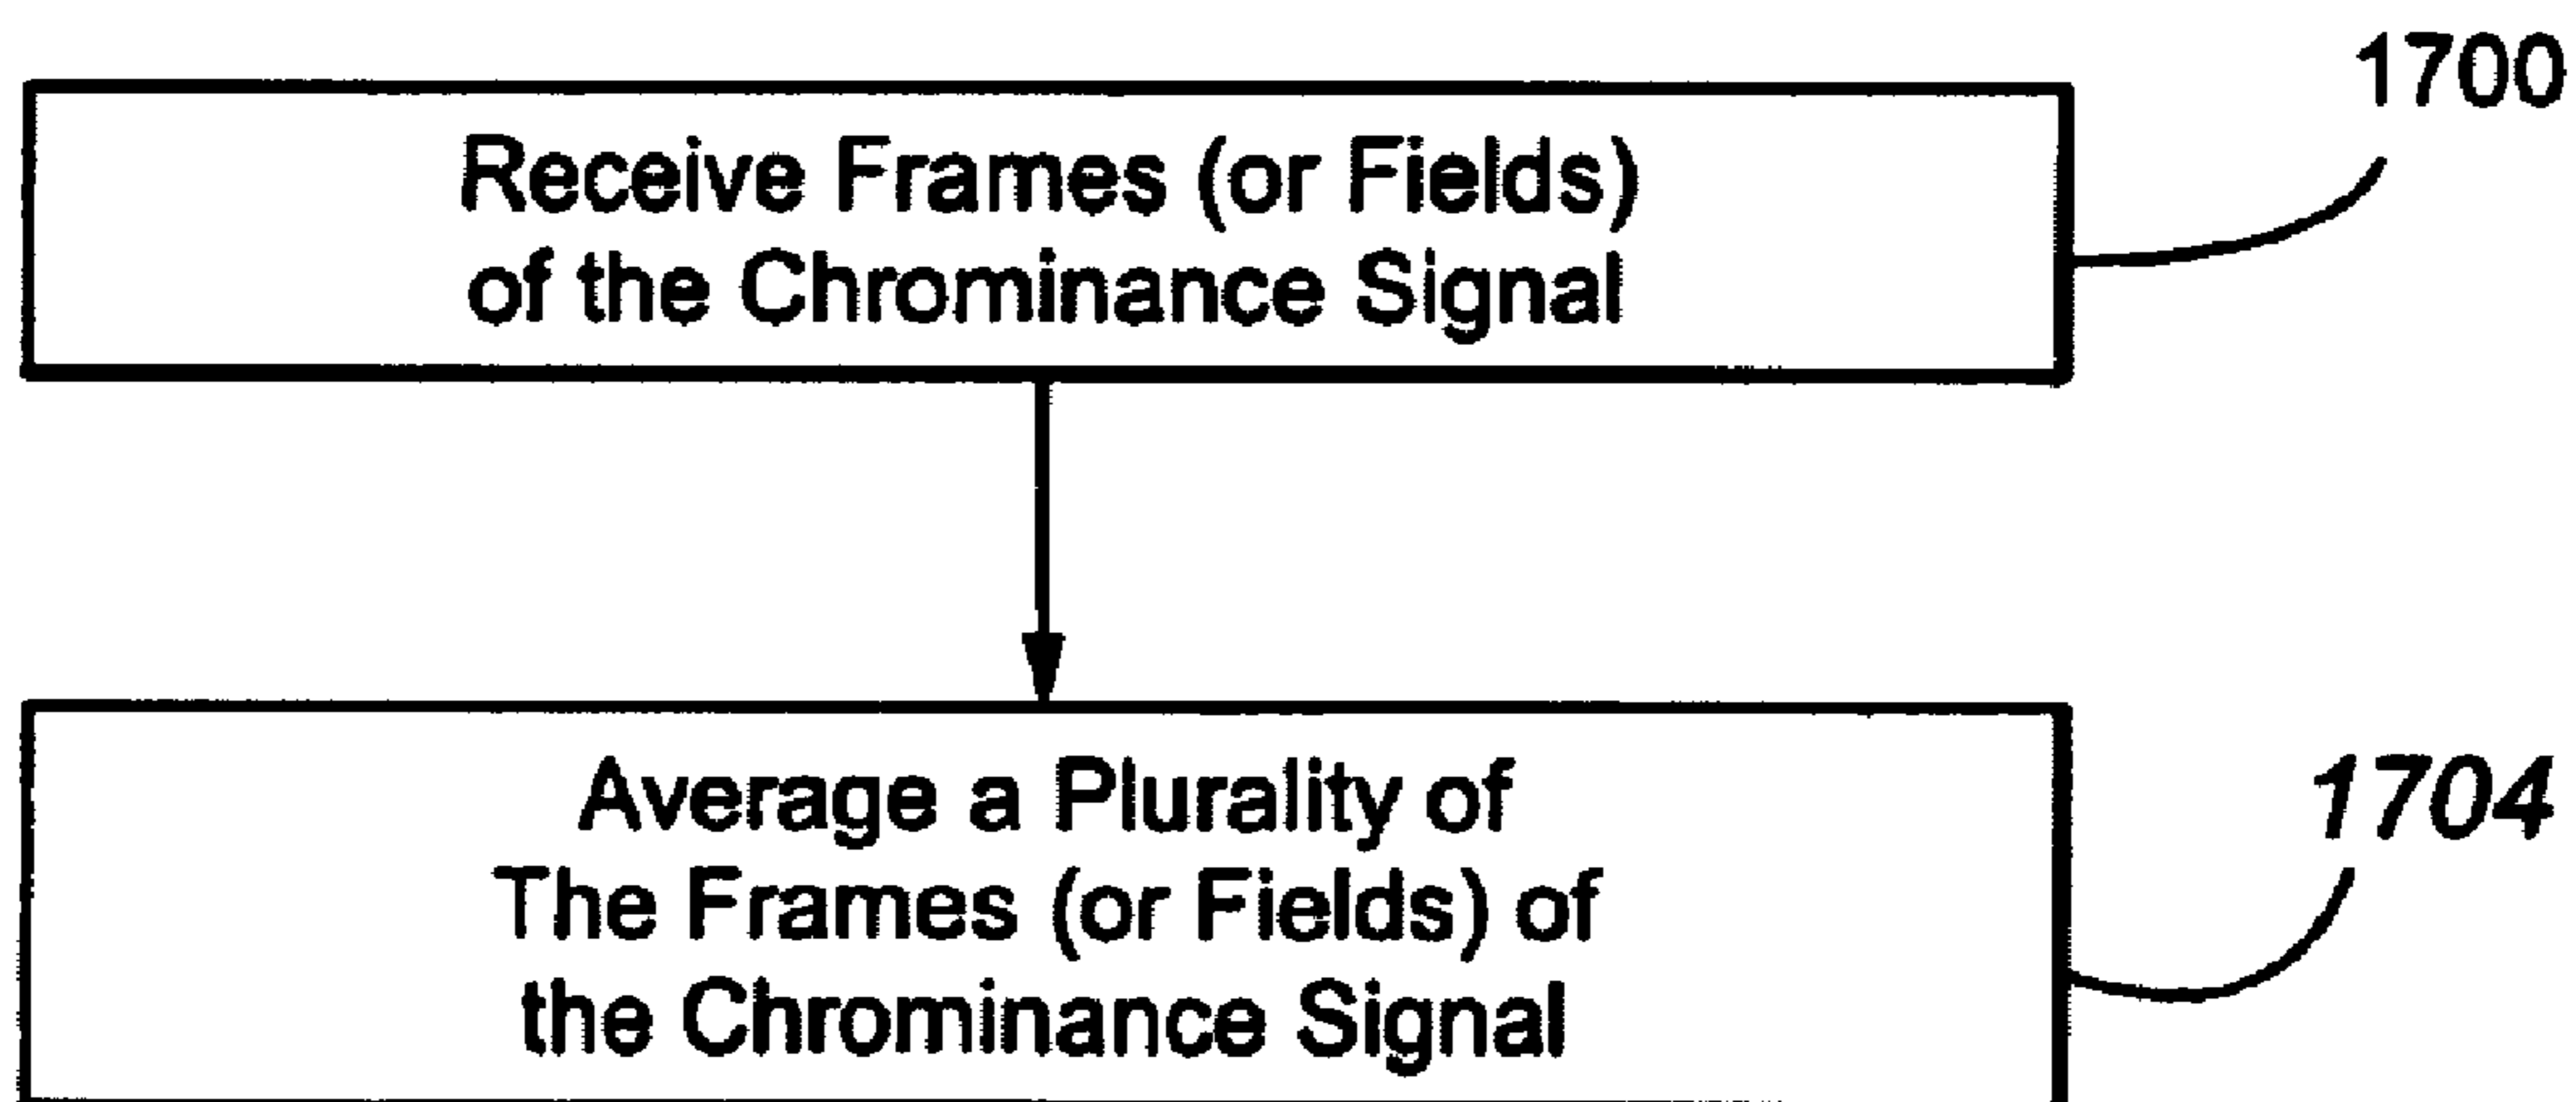 1700
Receive Frames (or Fields)
of the Chrominance Signal
Average a Plurality of
The Frames (or Fields) of
the Chrominance Signal
1704